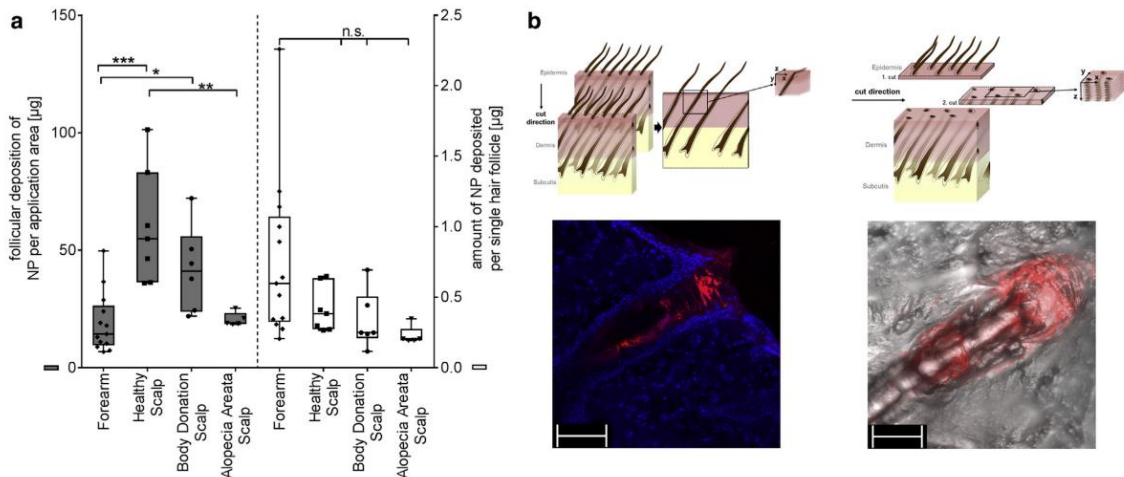 a
150
100
50
0
follicular deposition of
NP per application area [µg]
***
*
**
n.s.
2.5
2.0
1.5
1.0
0.5
0.0
amount of NP deposited
per single hair follicle [µg]
Forearm
Healthy
Scalp
Body Donation
Scalp
Alopecia Areata
Scalp
Forearm
Healthy
Scalp
Body Donation
Scalp
Alopecia Areata
Scalp
b
Epidermis
cut
direction
Dermis
Subcutis
x
y
Epidermis
1. cut
cut direction
2. cut
Dermis
Subcutis
y
x
z